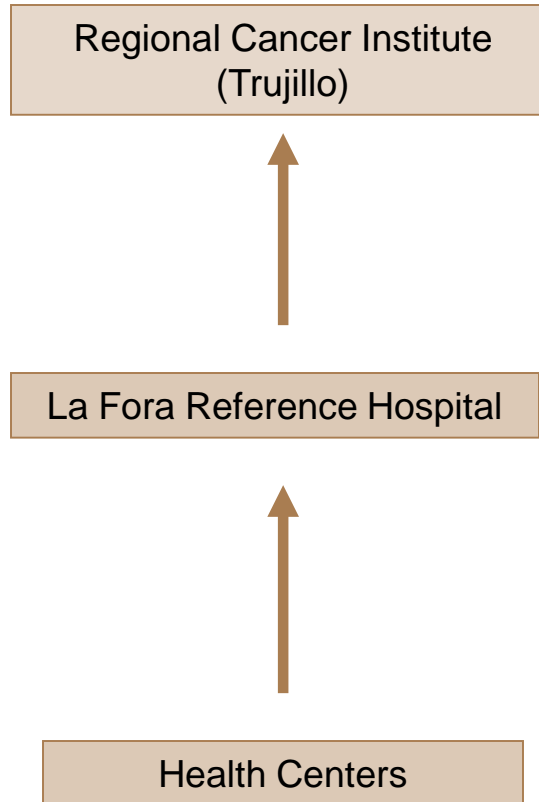 Regional Cancer Institute
(Trujillo)
La Fora Reference Hospital
Health Centers